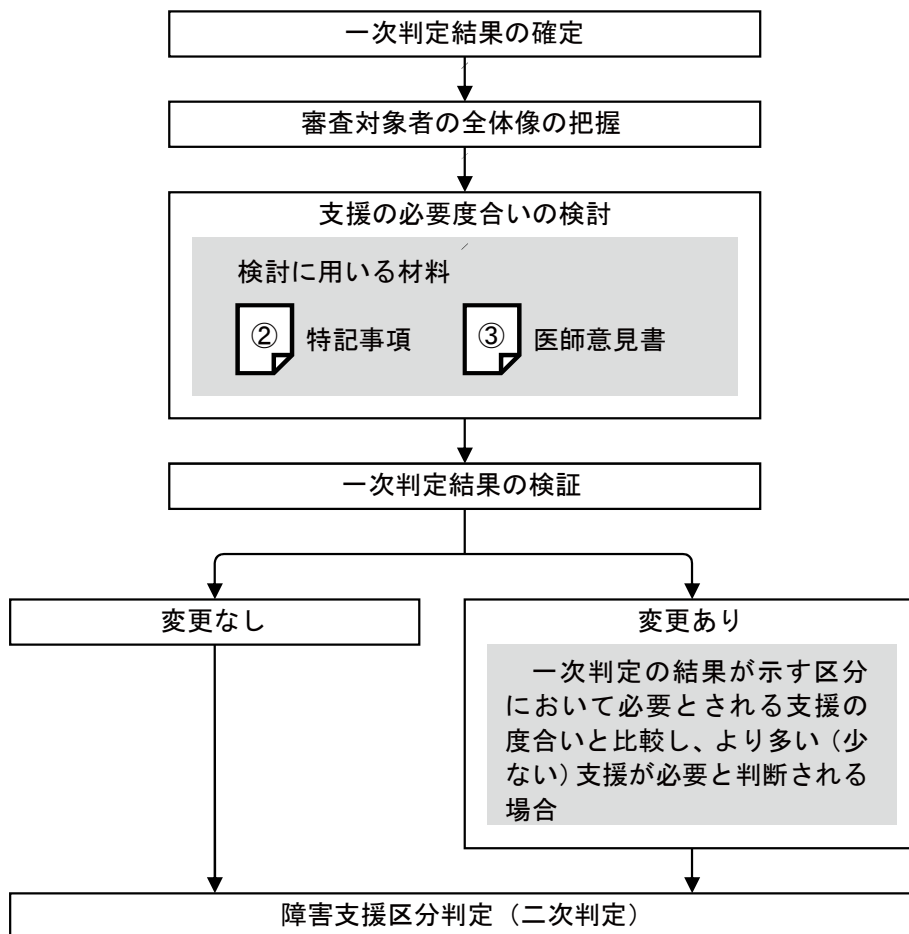 一次判定結果の確定
審査対象者の全体像の把握
支援の必要度合いの検討
検討に用いる材料
② 特記事項 ③ 医師意見書
一次判定結果の検証
変更なし
変更あり
一次判定の結果が示す区分
において必要とされる支援の
度合いと比較し、より多い（少
ない）支援が必要と判断される
場合
障害支援区分判定（二次判定）